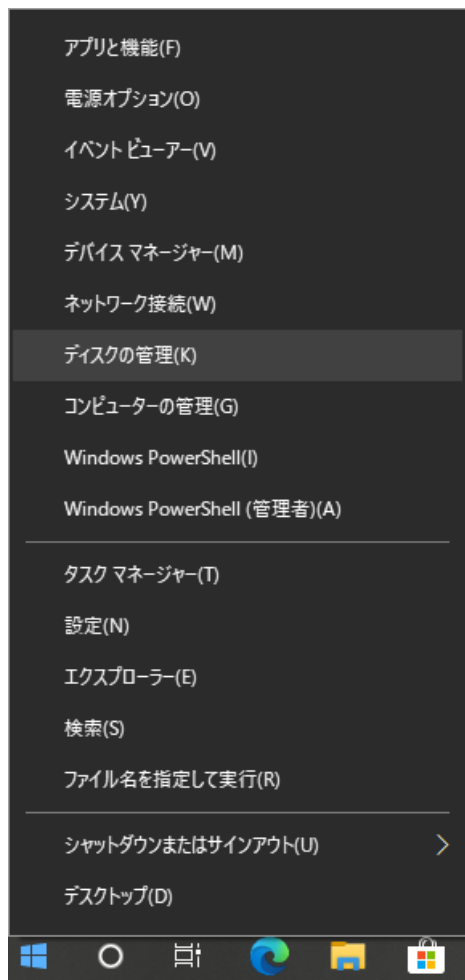 アプリと機能(F)
電源オプション(O)
イベント ビューアー(V)
システム(Y)
デバイス マネージャー(M)
ネットワーク接続(W)
ディスクの管理(K)
コンピューターの管理(G)
Windows PowerShell(I)
Windows PowerShell (管理者)(A)
タスク マネージャー(T)
設定(N)
エクスプローラー(E)
検索(S)
ファイル名を指定して実行(R)
シャットダウンまたはサインアウト(U)
デスクトップ(D)